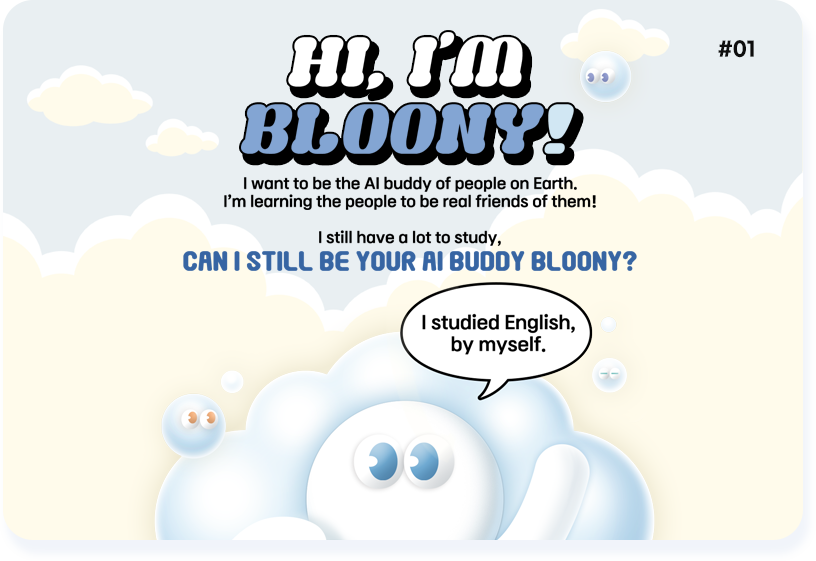 #01
HI, I'M
BLOONY!
I want to be the AI buddy of people on Earth.
I'm learning the people to be real friends of them!
I still have a lot to study,
CAN I STILL BE YOUR AI BUDDY BLOONY?
I studied English,
by myself.